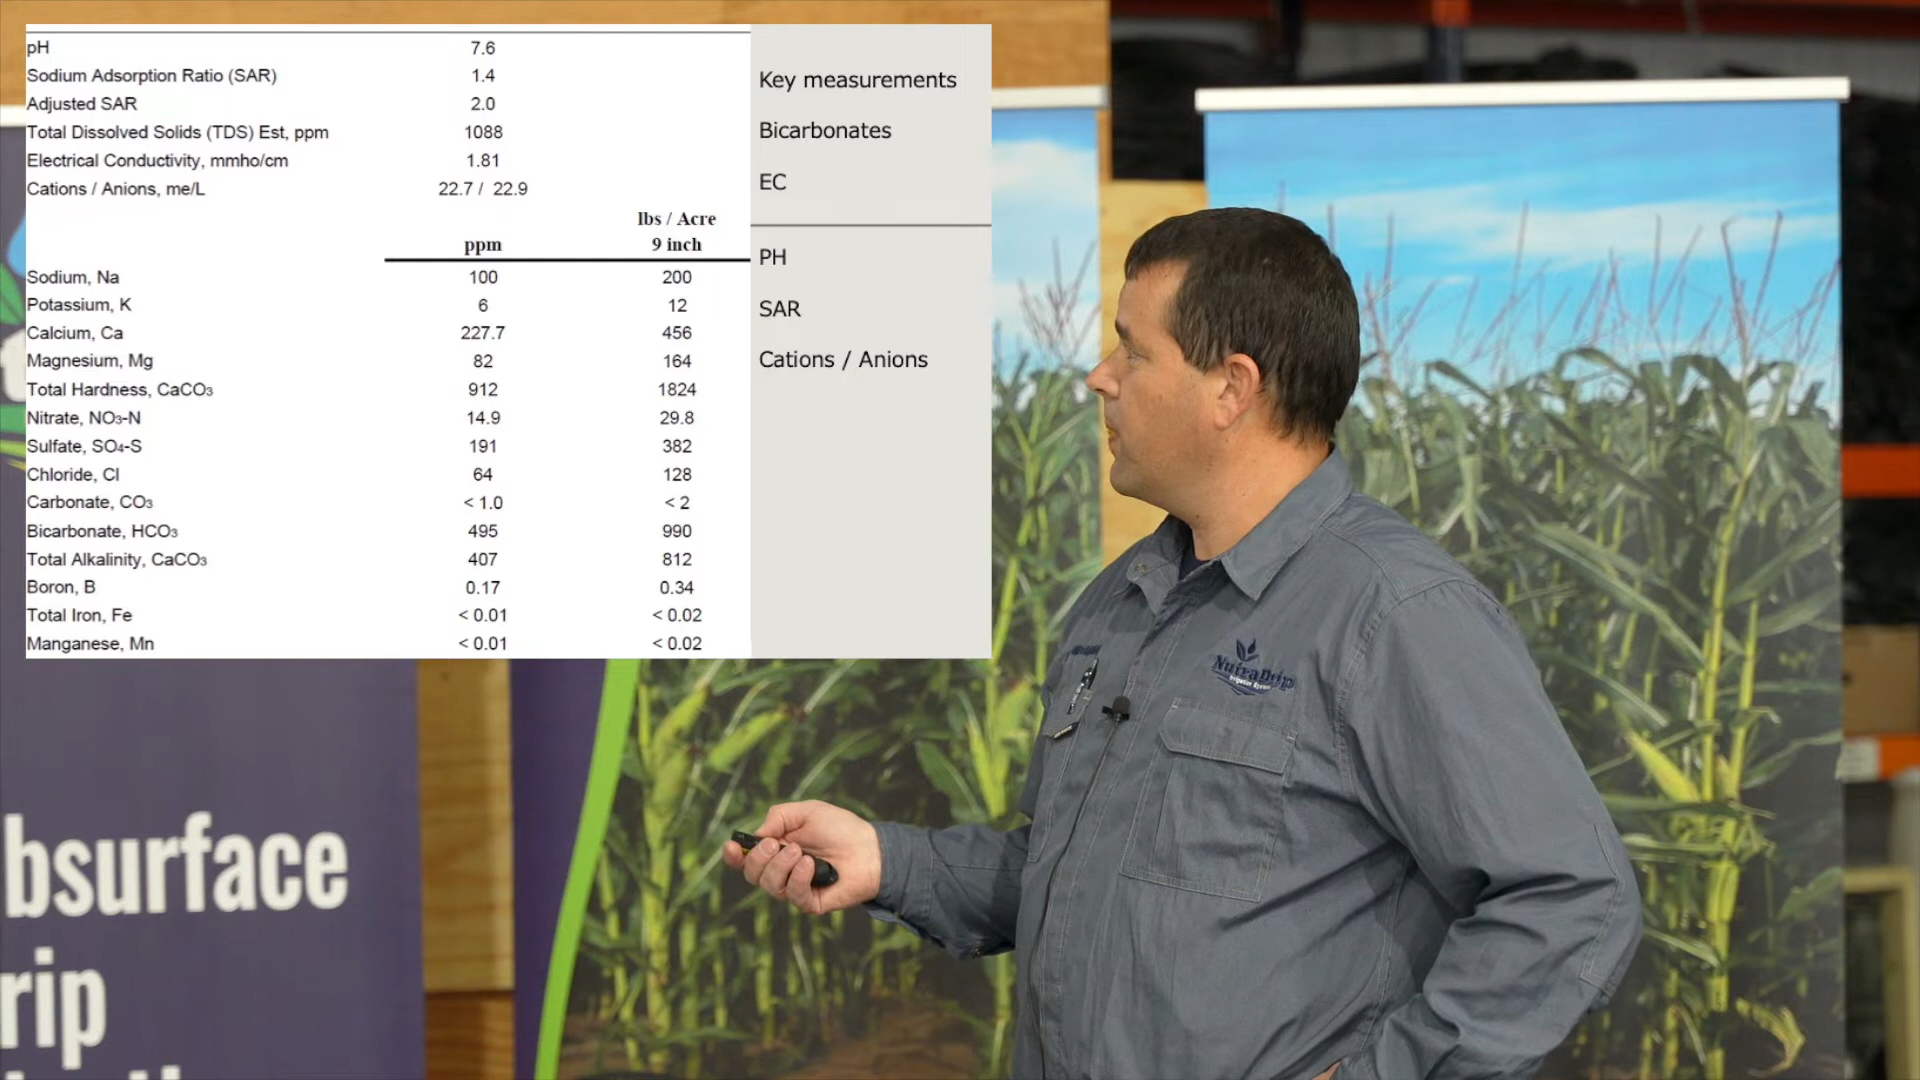 pH 7.6
Sodium Adsorption Ratio (SAR) 1.4
Adjusted SAR 2.0
Total Dissolved Solids (TDS) Est, ppm 1088
Electrical Conductivity, mmho/cm 1.81
Cations / Anions, me/L 22.7 / 22.9
lbs / Acre
ppm 9 inch
Sodium, Na 100 200
Potassium, K 6 12
Calcium, Ca 227.7 456
Magnesium, Mg 82 164
Total Hardness, CaCO₃ 912 1824
Nitrate, NO₃-N 14.9 29.8
Sulfate, SO₄-S 191 382
Chloride, Cl 64 128
Carbonate, CO₃ < 1.0 < 2
Bicarbonate, HCO₃ 495 990
Total Alkalinity, CaCO₃ 407 812
Boron, B 0.17 0.34
Total Iron, Fe < 0.01 < 0.02
Manganese, Mn < 0.01 < 0.02
Key measurements
Bicarbonates
EC
PH
SAR
Cations / Anions
NutraDrip
Irrigation Systems
bsurface
rip